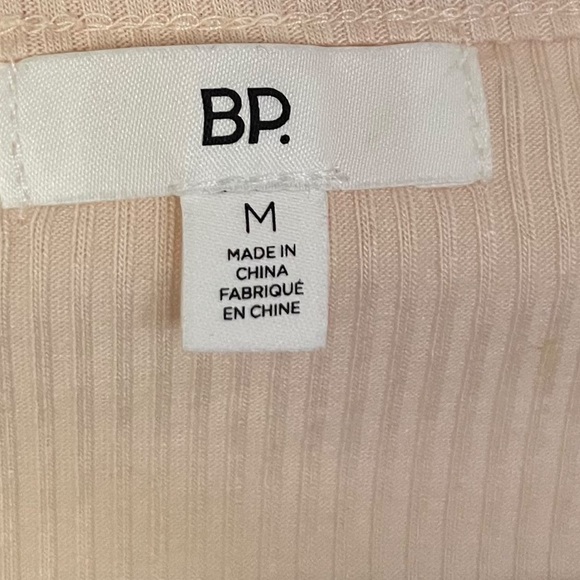 BP.
M
MADE IN
CHINA
FABRIQUÉ
EN CHINE